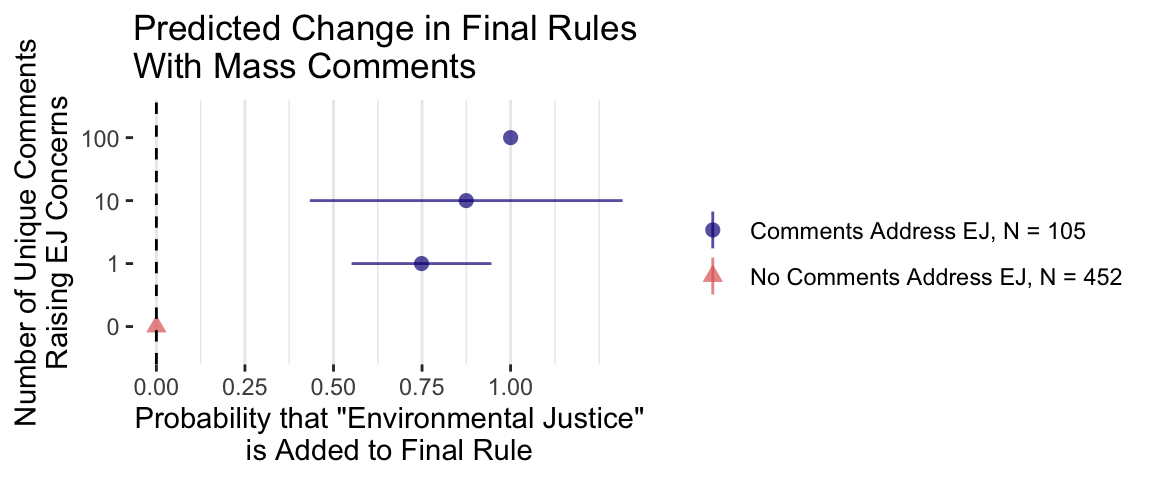 Predicted Change in Final Rules
With Mass Comments
Number of Unique Comments
Raising EJ Concerns
100
10
1
0
0.00 0.25 0.50 0.75 1.00
Probability that "Environmental Justice"
is Added to Final Rule
Comments Address EJ, N = 105
No Comments Address EJ, N = 452